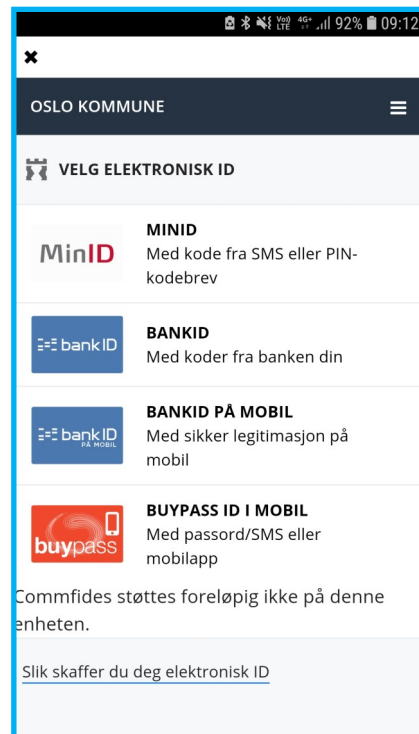 Voo) LTE 4G+ 92% 09:12
OSLO KOMMUNE
VELG ELEKTRONISK ID
MinID
MINID
Med kode fra SMS eller PIN-
kodebrev
bankID
BANKID
Med koder fra banken din
bankID
PÅ MOBIL
BANKID PÅ MOBIL
Med sikker legitimasjon på
mobil
buypass
BUYPASS ID I MOBIL
Med passord/SMS eller
mobilapp
Commfides støttes foreløpig ikke på denne
enheten.
Slik skaffer du deg elektronisk ID